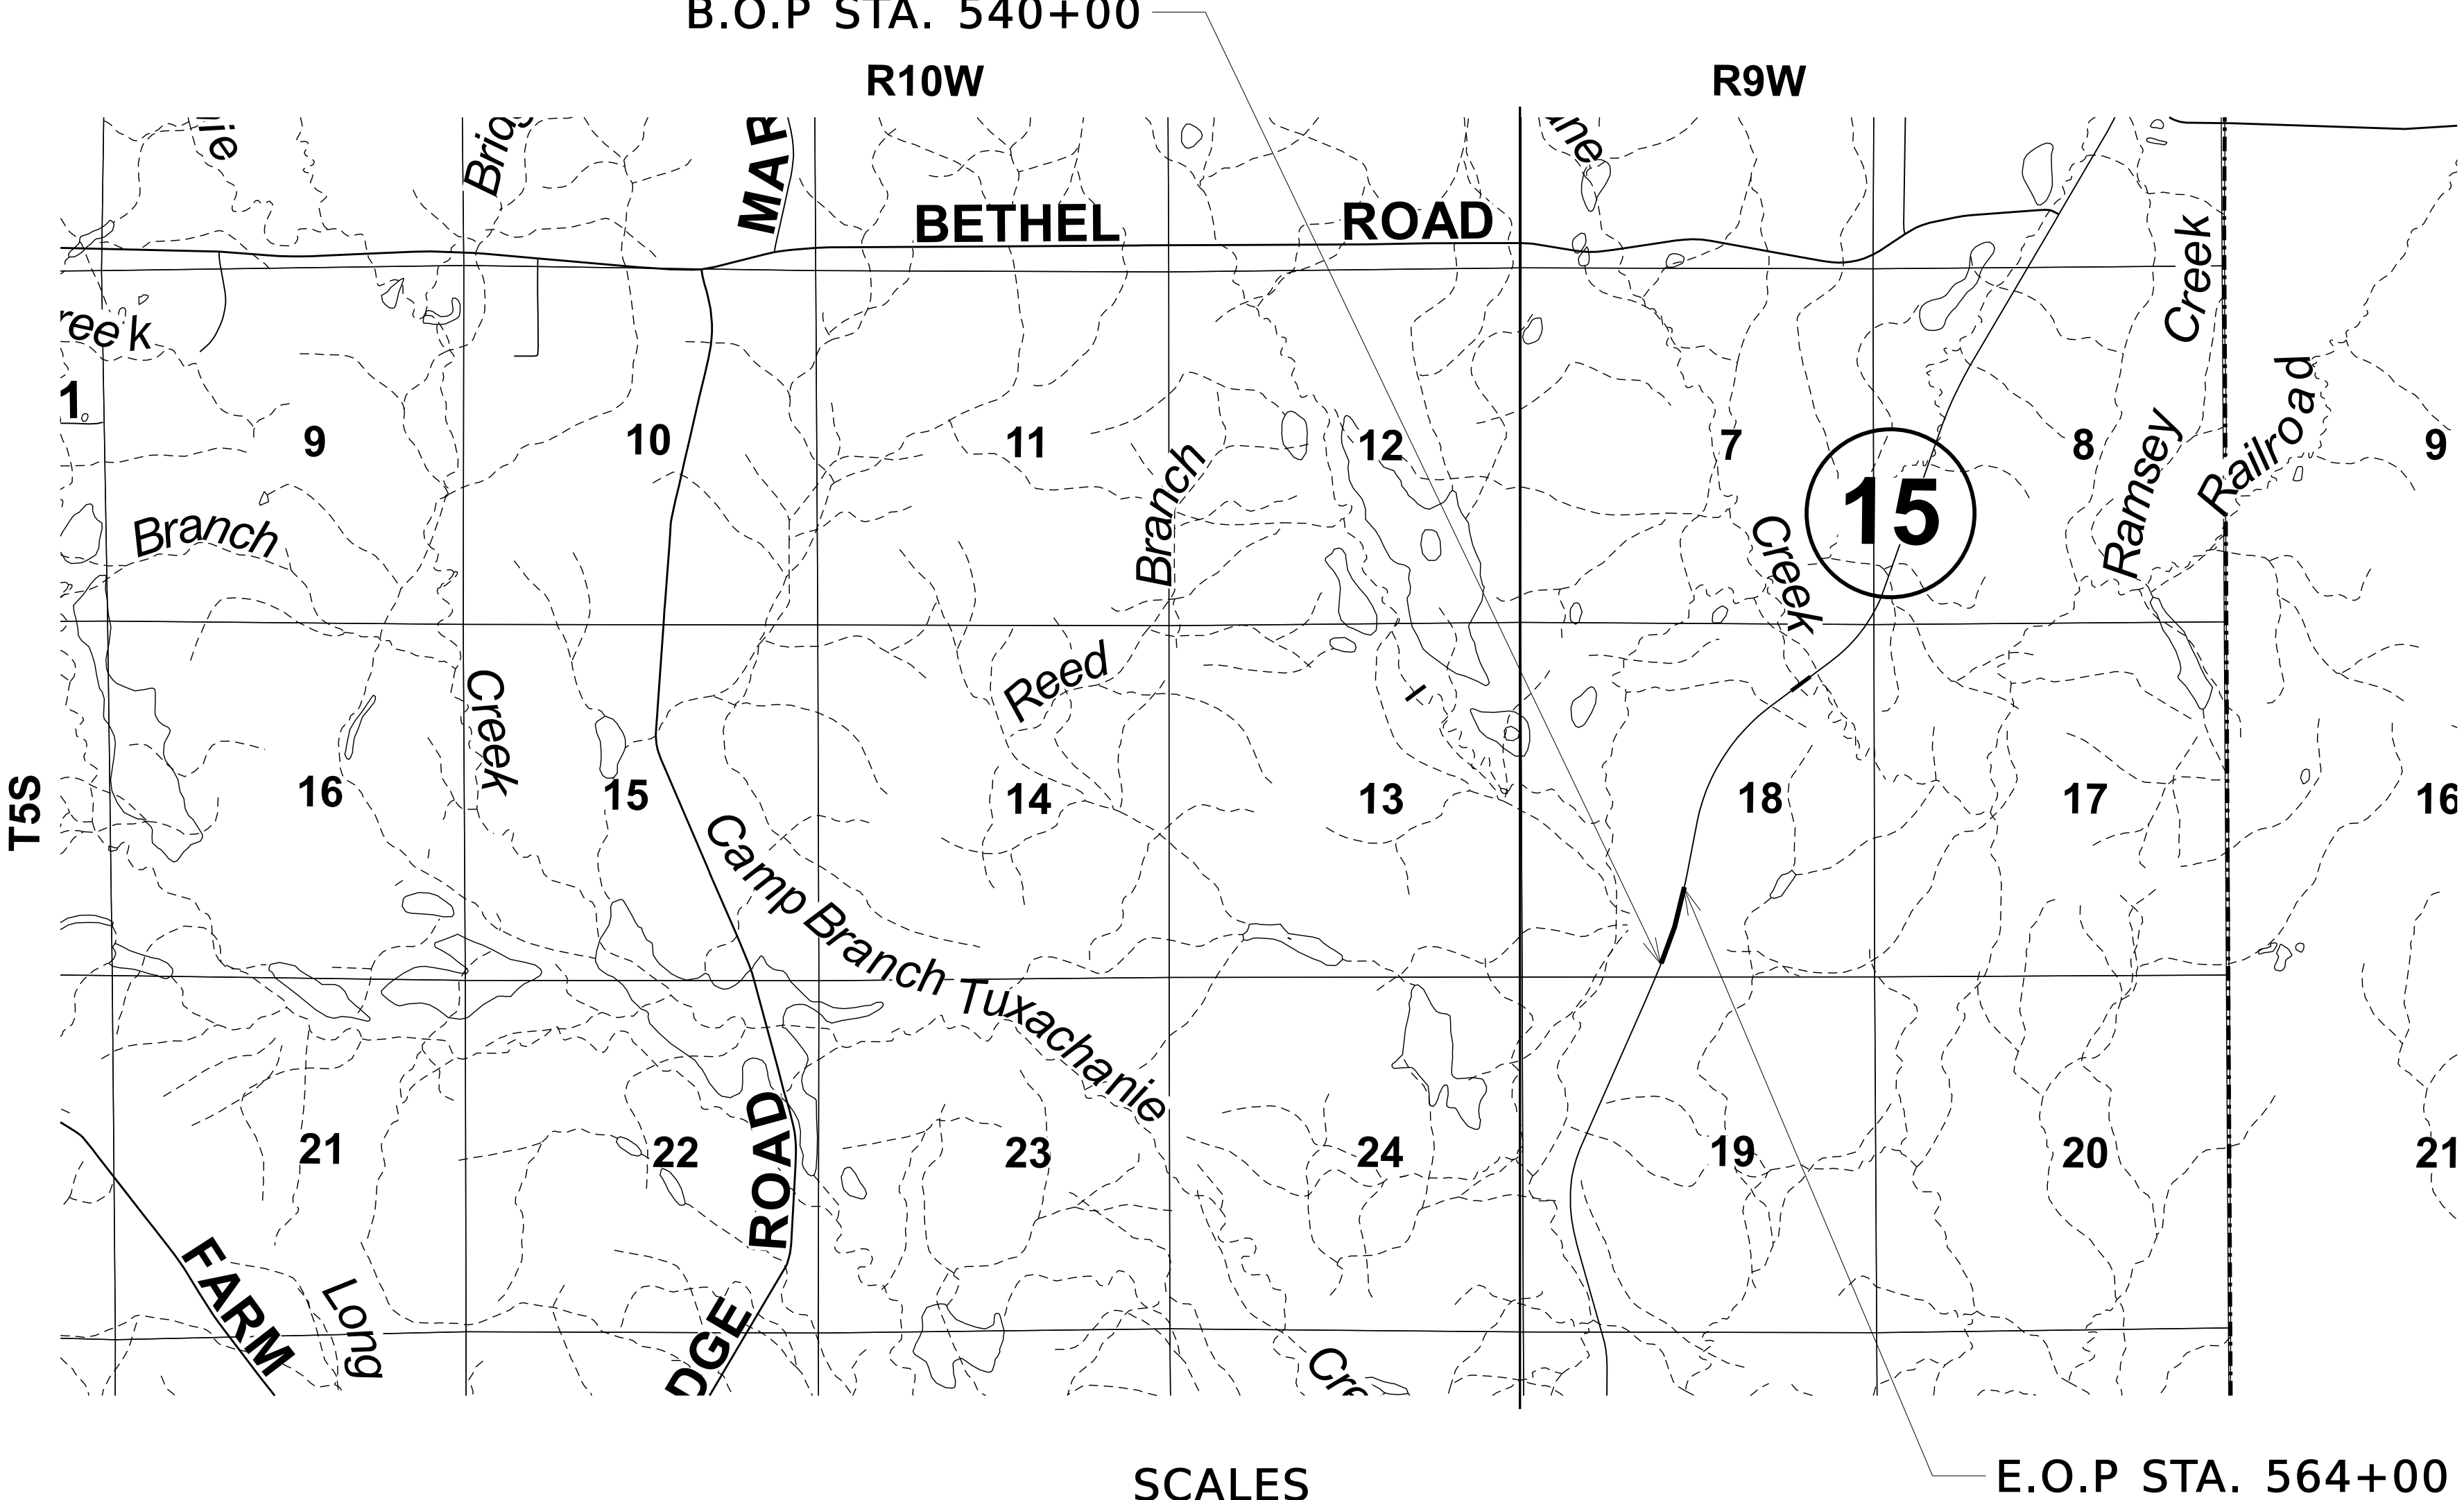 B.O.P STA. 540+00
R10W
R9W
MAR
BETHEL ROAD
Creek
1
9
10
11
12
7
15
8
9
Branch
Branch
Creek
Ramsey
Railroad
Creek
Reed
T5S
16
15
14
13
18
17
16
Camp Branch Tuxachanie
21
22
ROAD
23
24
19
20
21
FARM
Long
SCALES
E.O.P STA. 564+00